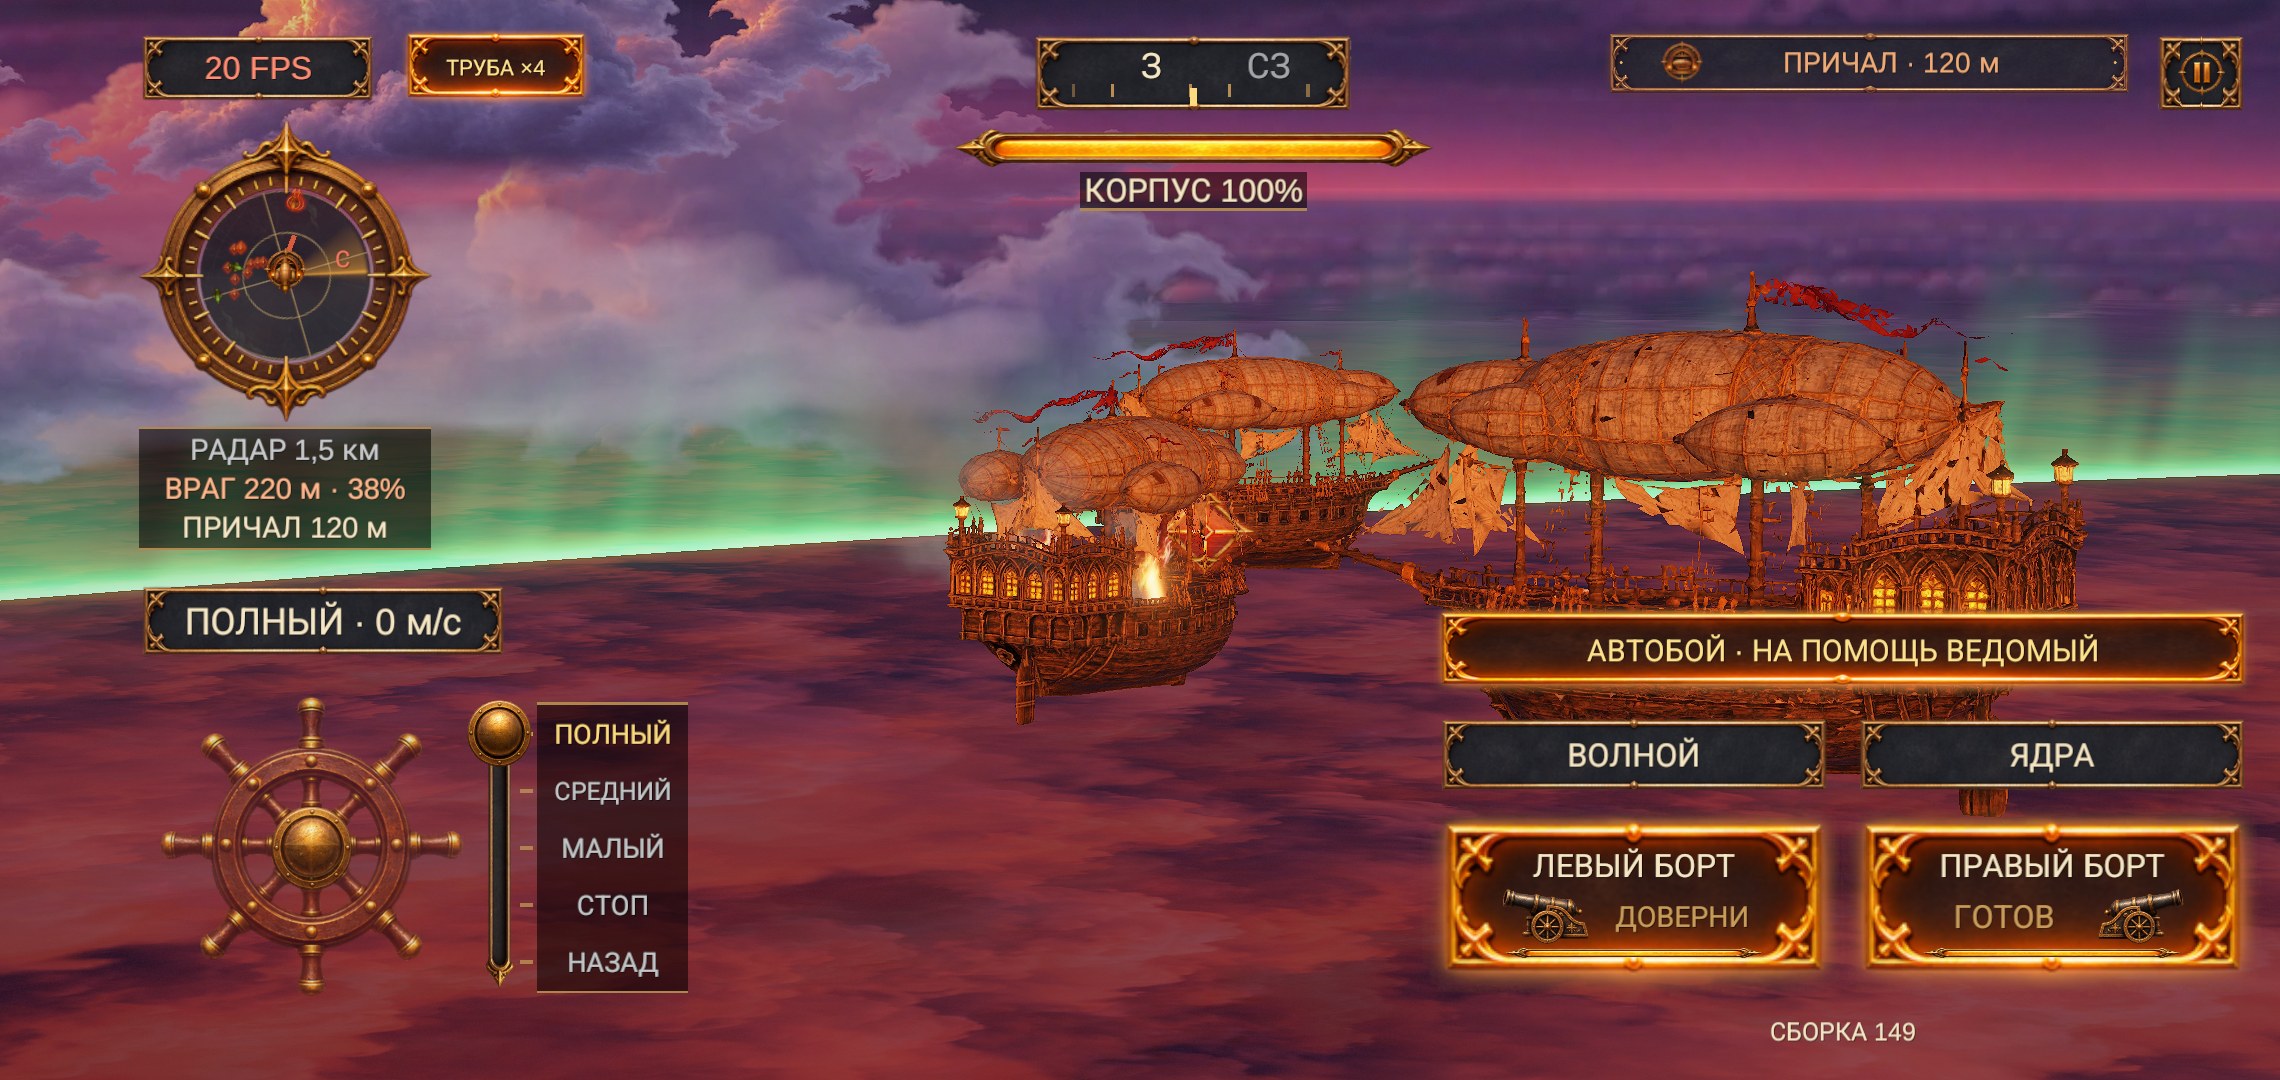 20 FPS
ТРУБА ×4
З СЗ
ПРИЧАЛ · 120 м
КОРПУС 100%
С
РАДАР 1,5 км
ВРАГ 220 м · 38%
ПРИЧАЛ 120 м
ПОЛНЫЙ · 0 м/с
АВТОБОЙ · НА ПОМОЩЬ ВЕДОМЫЙ
ПОЛНЫЙ
СРЕДНИЙ
МАЛЫЙ
СТОП
НАЗАД
ВОЛНОЙ
ЯДРА
ЛЕВЫЙ БОРТ
ДОВЕРНИ
ПРАВЫЙ БОРТ
ГОТОВ
СБОРКА 149